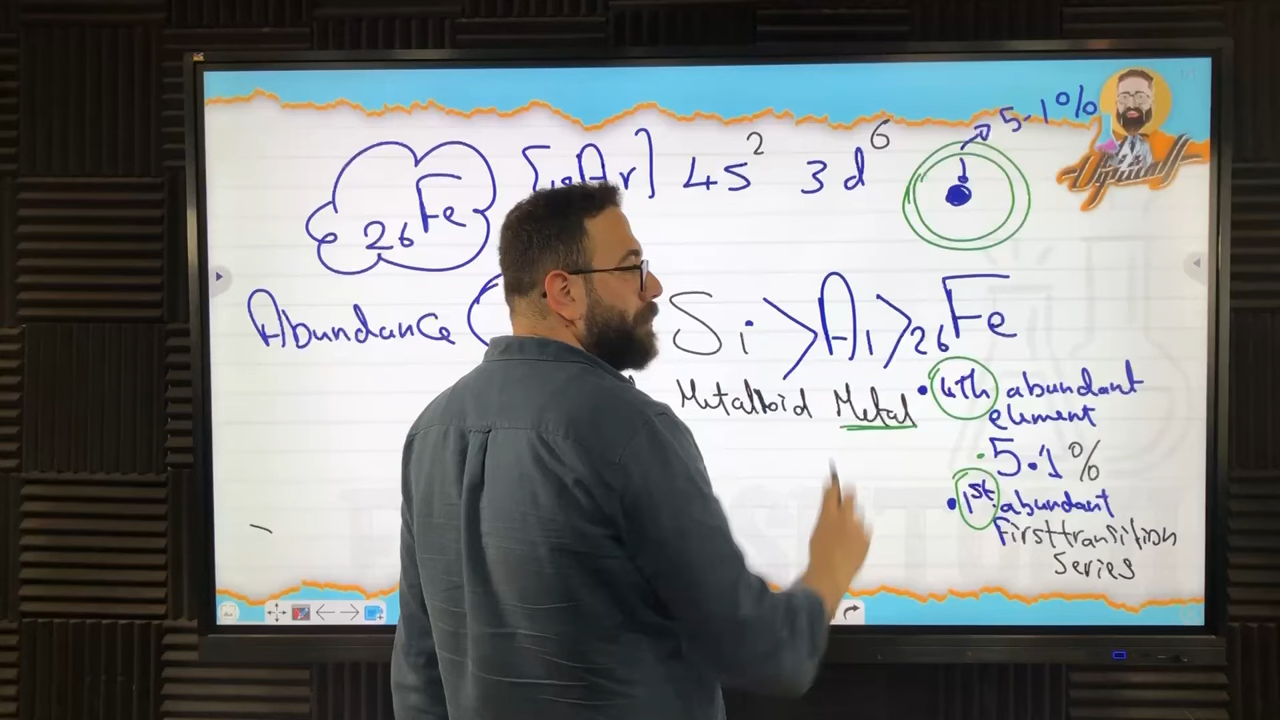 26Fe [18Ar] 4S² 3d⁶ 5.1%
Abundance ( Si > Al > 26Fe
Metalloid Metal
• 4th abundant
element
• 5.1%
• 1st abundant
First transition
Series